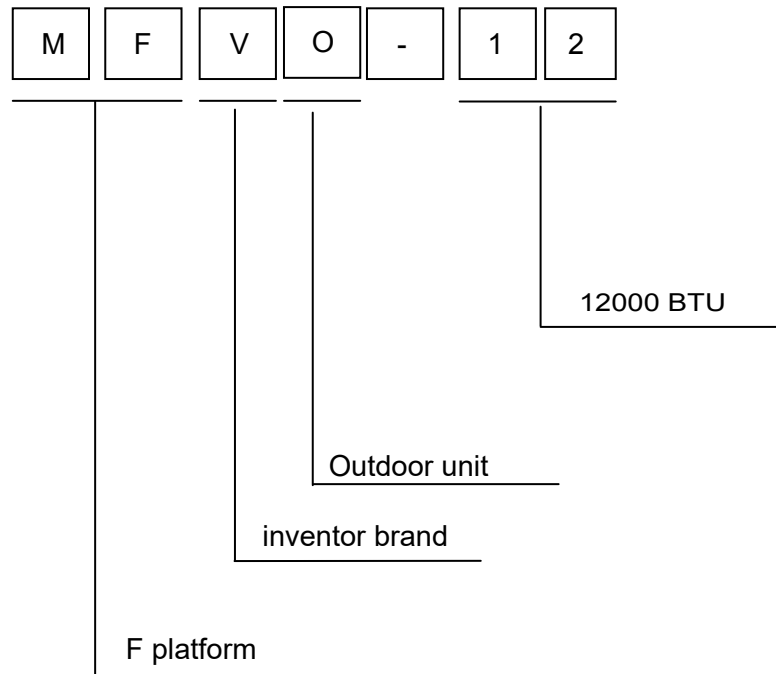 M F V O - 1 2
12000 BTU
Outdoor unit
inventor brand
F platform